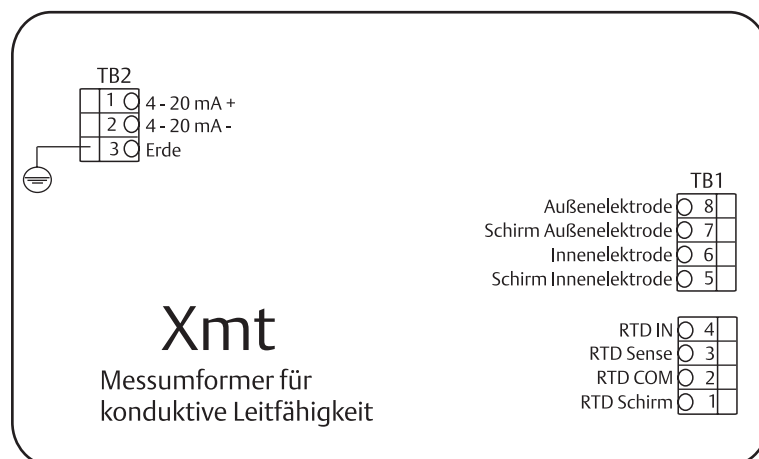 TB2
1 4 - 20 mA +
2 4 - 20 mA -
3 Erde
TB1
Außenelektrode 8
Schirm Außenelektrode 7
Innenelektrode 6
Schirm Innenelektrode 5
RTD IN 4
RTD Sense 3
RTD COM 2
RTD Schirm 1
Xmt
Messumformer für
konduktive Leitfähigkeit